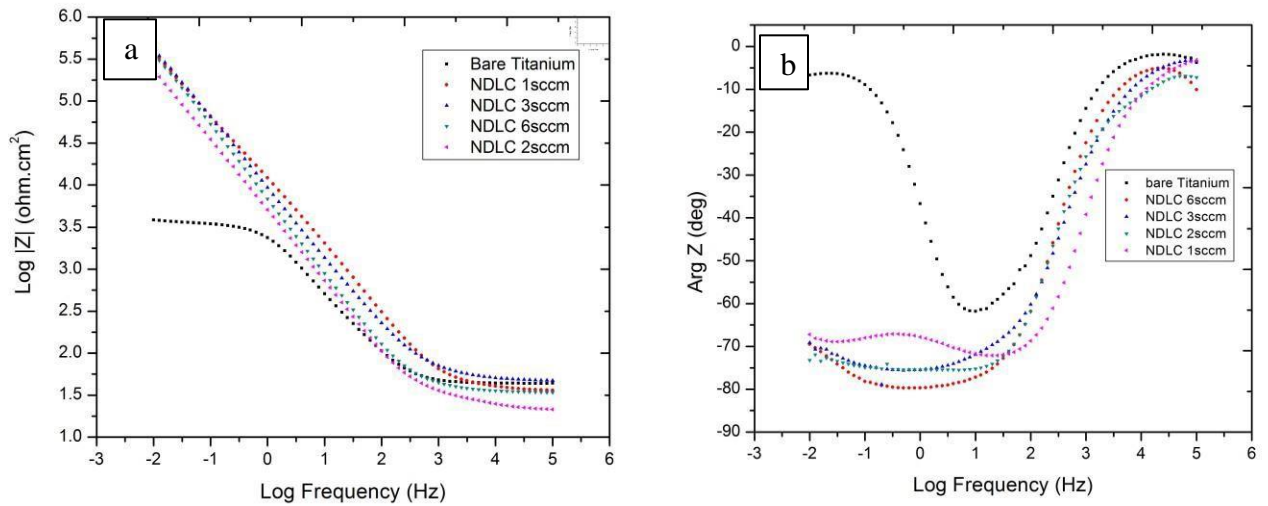 a
6.0
5.5
5.0
4.5
4.0
3.5
3.0
2.5
2.0
1.5
1.0
Log |Z| (ohm.cm²)
-3 -2 -1 0 1 2 3 4 5 6
Log Frequency (Hz)
Bare Titanium
NDLC 1sccm
NDLC 3sccm
NDLC 6sccm
NDLC 2sccm
b
0
-10
-20
-30
-40
-50
-60
-70
-80
-90
Arg Z (deg)
-3 -2 -1 0 1 2 3 4 5 6
Log Frequency (Hz)
bare Titanium
NDLC 6sccm
NDLC 3sccm
NDLC 2sccm
NDLC 1sccm